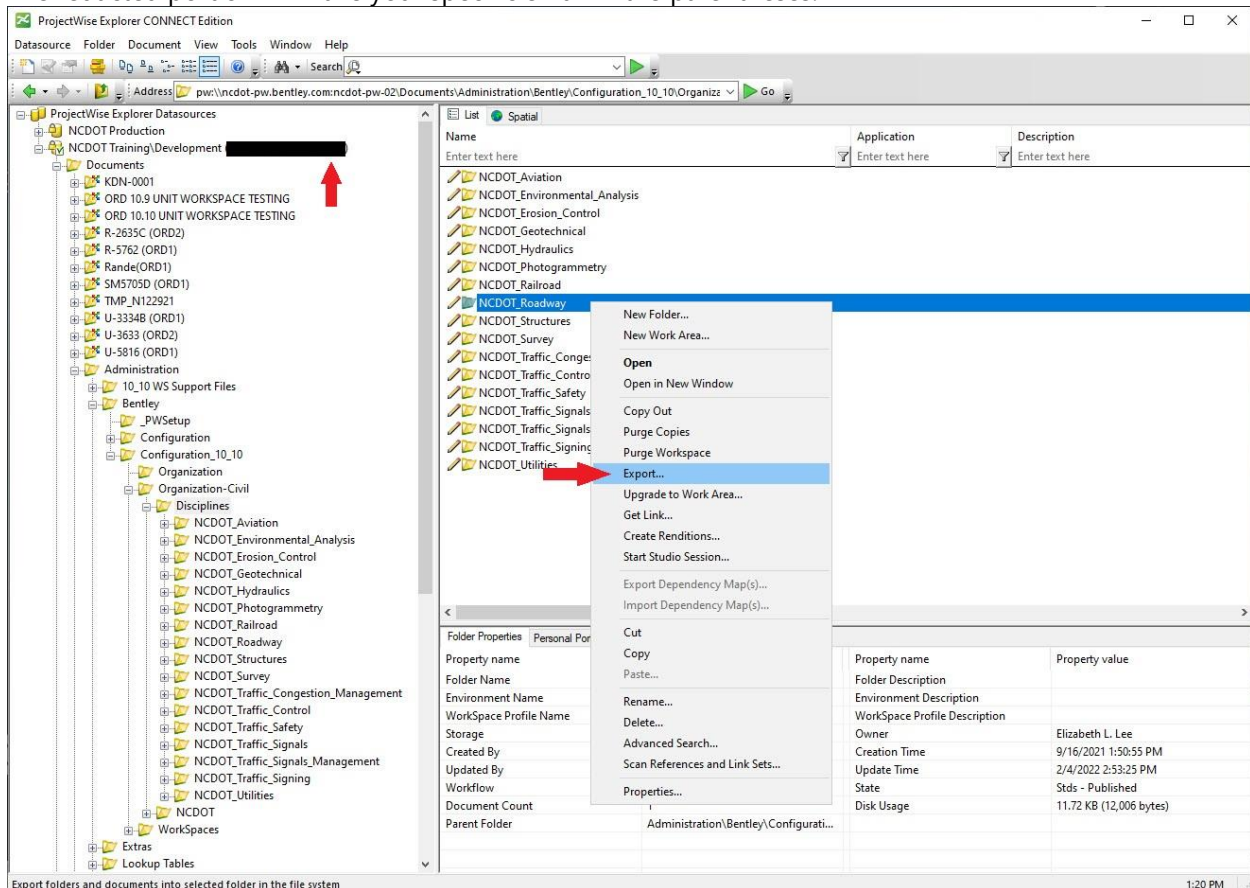 ProjectWise Explorer CONNECT Edition
Datasource Folder Document View Tools Window Help
Search
Address pw:\\ncdot-pw.bentley.com:ncdot-pw-02\Documents\Administration\Bentley\Configuration_10_10\Organiza Go
ProjectWise Explorer Datasources
NCDOT Production
NCDOT Training\Development (
Documents
KDN-0001
ORD 10.9 UNIT WORKSPACE TESTING
ORD 10.10 UNIT WORKSPACE TESTING
R-2635C (ORD2)
R-5762 (ORD1)
Rande(ORD1)
SM5705D (ORD1)
TMP_N122921
U-3334B (ORD1)
U-3633 (ORD2)
U-5816 (ORD1)
Administration
10_10 WS Support Files
Bentley
_PWSetup
Configuration
Configuration_10_10
Organization
Organization-Civil
Disciplines
NCDOT_Aviation
NCDOT_Environmental_Analysis
NCDOT_Erosion_Control
NCDOT_Geotechnical
NCDOT_Hydraulics
NCDOT_Photogrammetry
NCDOT_Railroad
NCDOT_Roadway
NCDOT_Structures
NCDOT_Survey
NCDOT_Traffic_Congestion_Management
NCDOT_Traffic_Control
NCDOT_Traffic_Safety
NCDOT_Traffic_Signals
NCDOT_Traffic_Signals_Management
NCDOT_Traffic_Signing
NCDOT_Utilities
NCDOT
WorkSpaces
Extras
Lookup Tables
List Spatial
Name Application Description
Enter text here Enter text here Enter text here
NCDOT_Aviation
NCDOT_Environmental_Analysis
NCDOT_Erosion_Control
NCDOT_Geotechnical
NCDOT_Hydraulics
NCDOT_Photogrammetry
NCDOT_Railroad
NCDOT_Roadway
NCDOT_Structures
NCDOT_Survey
NCDOT_Traffic_Conges
NCDOT_Traffic_Contro
NCDOT_Traffic_Safety
NCDOT_Traffic_Signals
NCDOT_Traffic_Signals
NCDOT_Traffic_Signing
NCDOT_Utilities
New Folder...
New Work Area...
Open
Open in New Window
Copy Out
Purge Copies
Purge Workspace
Export...
Upgrade to Work Area...
Get Link...
Create Renditions...
Start Studio Session...
Export Dependency Map(s)...
Import Dependency Map(s)...
Cut
Copy
Paste...
Rename...
Delete...
Advanced Search...
Scan References and Link Sets...
Properties...
Folder Properties Personal Por
Property name Property name Property value
Folder Name Folder Description
Environment Name Environment Description
WorkSpace Profile Name WorkSpace Profile Description
Storage Owner Elizabeth L. Lee
Created By Creation Time 9/16/2021 1:50:55 PM
Updated By Update Time 2/4/2022 2:53:25 PM
Workflow State Stds - Published
Document Count 1 Disk Usage 11.72 KB (12,006 bytes)
Parent Folder Administration\Bentley\Configurati...
Export folders and documents into selected folder in the file system 1:20 PM